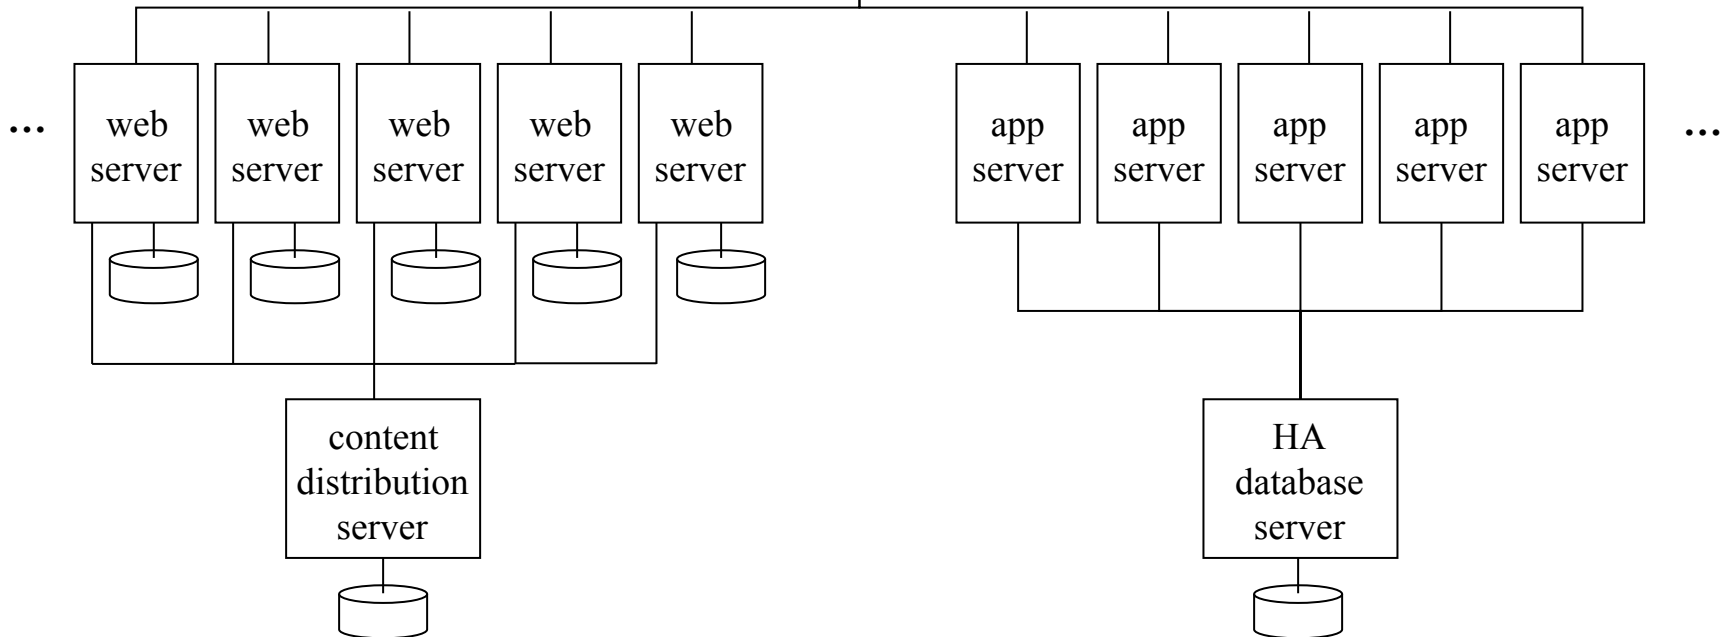 ... web web web web web app app app app app ...
server server server server server server server server server server
content HA
distribution database
server server